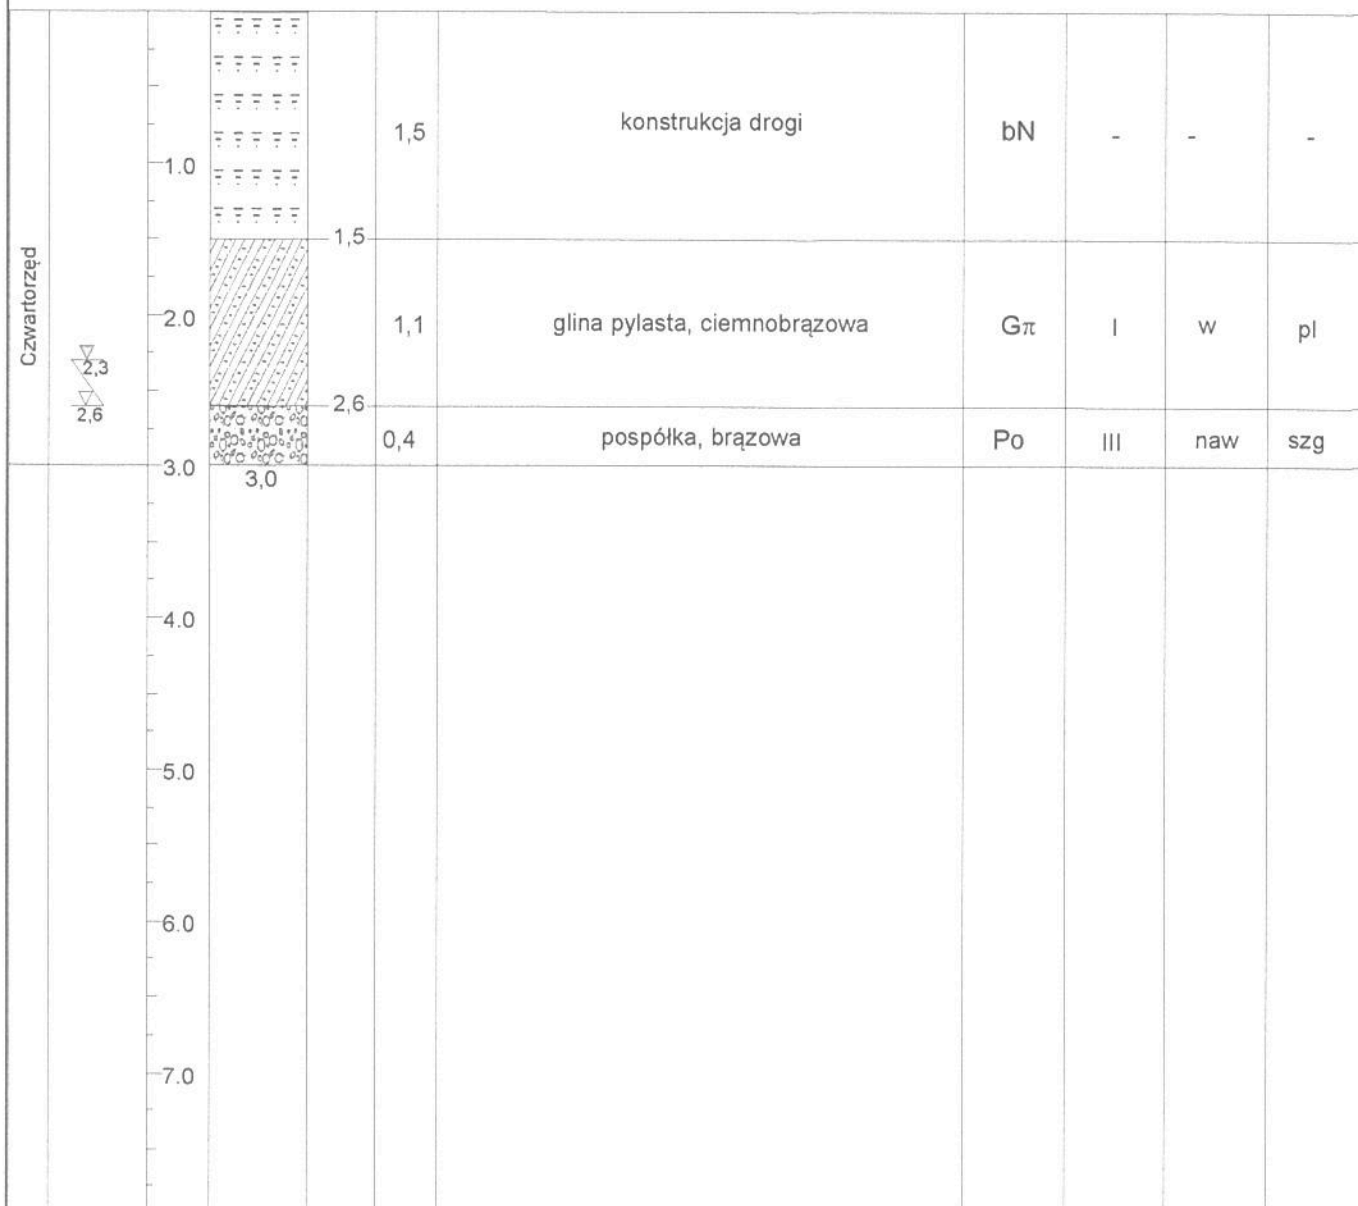 Czwartorzęd
1,5 konstrukcja drogi bN - - -
1.0
1,5
2.0 1,1 glina pylasta, ciemnobrązowa Gπ I w pl
2,3
2,6
2,6
0,4 pospółka, brązowa Po III naw szg
3.0
3,0
4.0
5.0
6.0
7.0